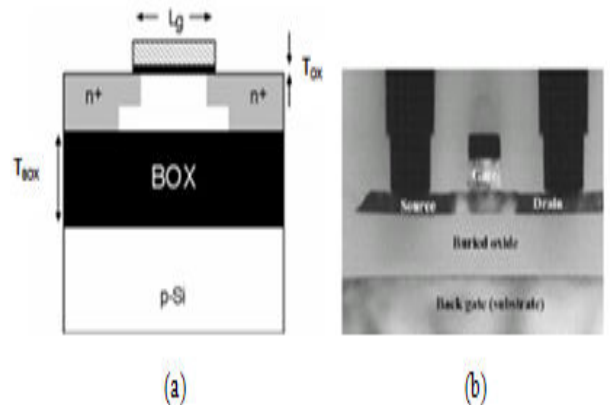 Lg
Tox
n+
n+
TBOX
BOX
p-Si
(a)
Gate
Source
Drain
Buried oxide
Back gate (substrate)
(b)